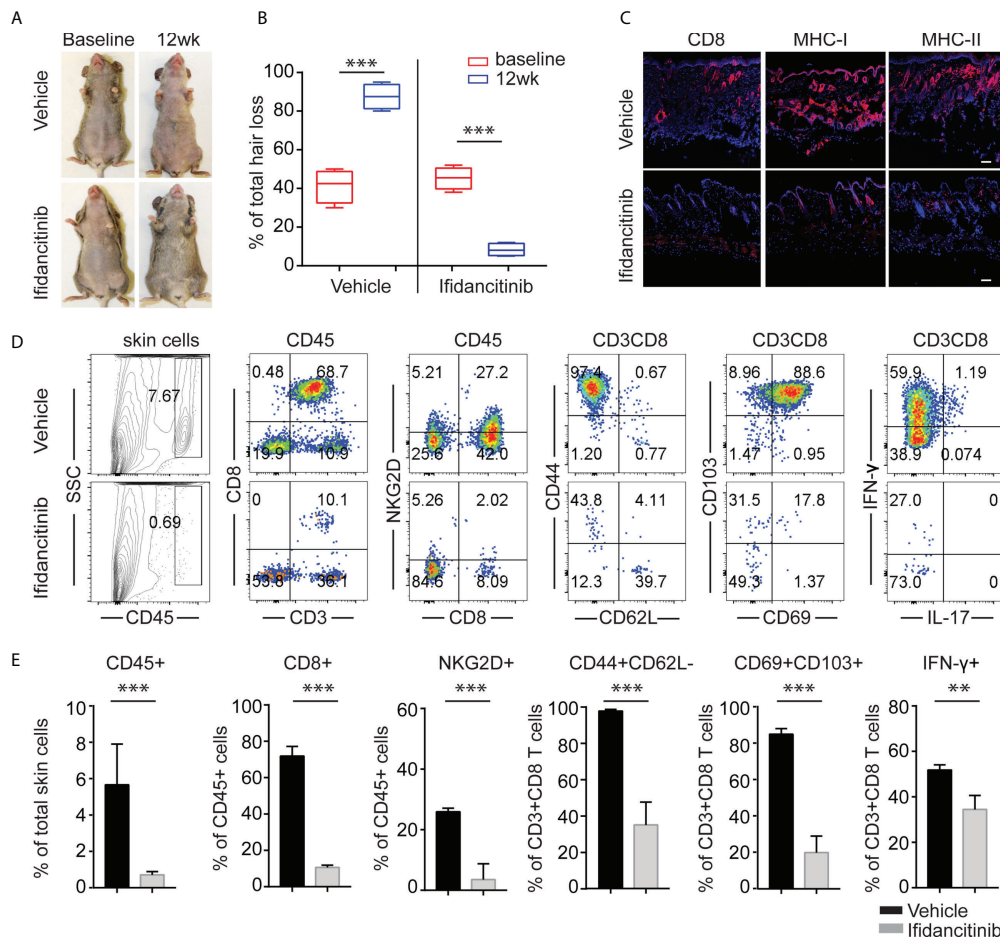 A
Baseline 12wk
Vehicle
Ifidancitinib
B
% of total hair loss
100
80
60
40
20
0
***
***
baseline
12wk
Vehicle Ifidancitinib
C
CD8 MHC-I MHC-II
Vehicle
Ifidancitinib
D
skin cells CD45 CD45 CD3CD8 CD3CD8 CD3CD8
Vehicle
SSC
7.67
CD8
0.48 68.7
19.9 10.9
NKG2D
5.21 27.2
25.6 42.0
CD44
97.4 0.67
1.20 0.77
CD103
8.96 88.6
1.47 0.95
IFN-γ
59.9 1.19
38.9 0.074
Ifidancitinib
0.69
0 10.1
53.8 36.1
5.26 2.02
84.6 8.09
43.8 4.11
12.3 39.7
31.5 17.8
49.3 1.37
27.0 0
73.0 0
CD45 CD3 CD8 CD62L CD69 IL-17
E
CD45+
***
% of total skin cells
8
6
4
2
0
CD8+
***
% of CD45+ cells
100
80
60
40
20
0
NKG2D+
***
% of CD45+ cells
60
40
20
0
CD44+CD62L-
***
% of CD3+CD8 T cells
100
80
60
40
20
0
CD69+CD103+
***
% of CD3+CD8 T cells
100
80
60
40
20
0
IFN-γ+
**
% of CD3+CD8 T cells
80
60
40
20
0
Vehicle
Ifidancitinib